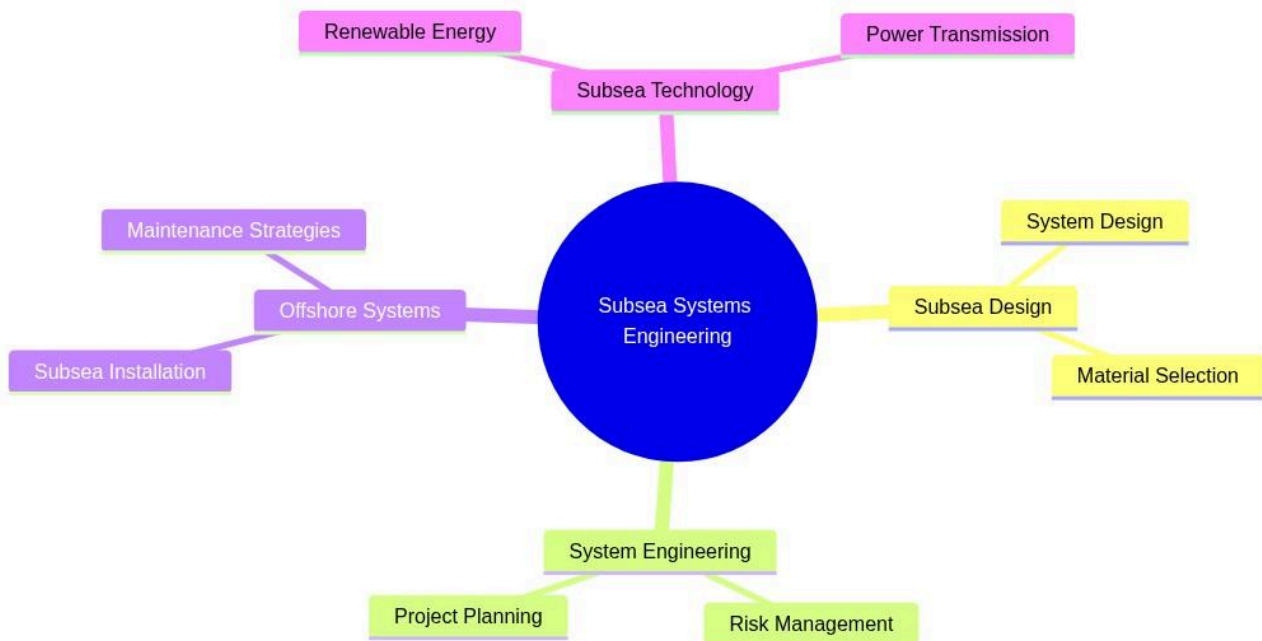 Renewable Energy
Power Transmission
Subsea Technology
Maintenance Strategies
System Design
Offshore Systems
Subsea Systems
Engineering
Subsea Design
Subsea Installation
Material Selection
System Engineering
Project Planning
Risk Management